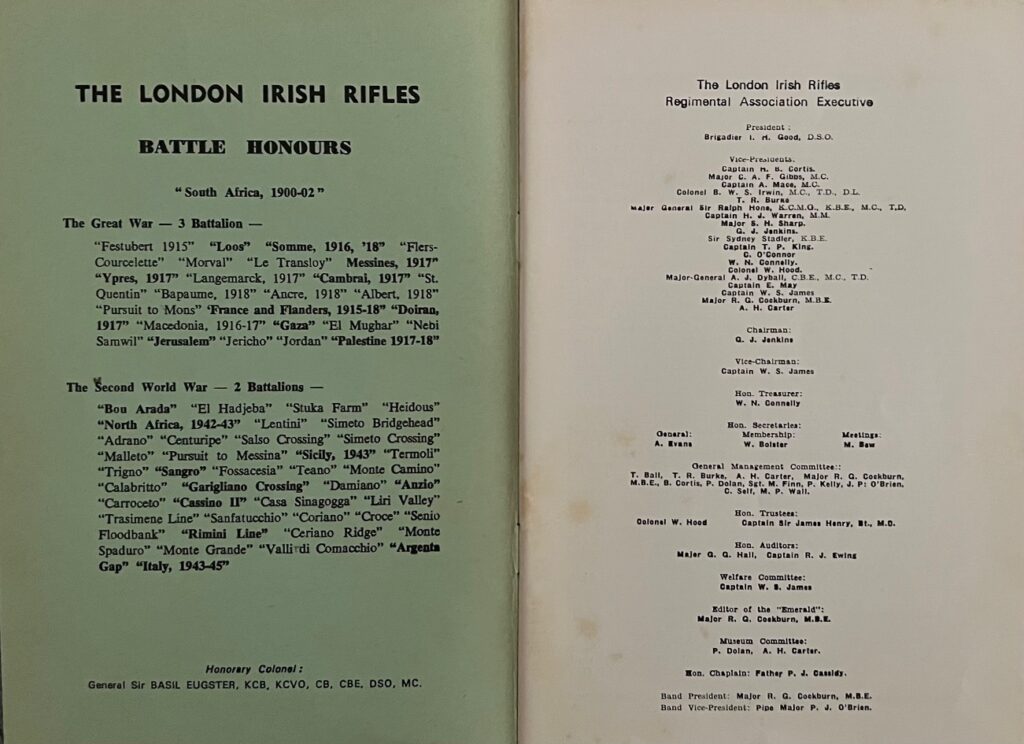 THE LONDON IRISH RIFLES
BATTLE HONOURS
"South Africa, 1900-02"
The Great War — 3 Battalion —
"Festubert 1915" "Loos" "Somme, 1916, '18" "Flers-
Courcelette" "Morval" "Le Transloy" Messines, 1917"
"Ypres, 1917" "Langemarck, 1917" "Cambrai, 1917" "St.
Quentin" "Bapaume, 1918" "Ancre, 1918" "Albert, 1918"
"Pursuit to Mons" 'France and Flanders, 1915-18" "Doiran,
1917" "Macedonia, 1916-17" "Gaza" "El Mughar" "Nebi
Samwil" "Jerusalem" "Jericho" "Jordan" "Palestine 1917-18"
The Second World War — 2 Battalions —
"Bou Arada" "El Hadjeba" "Stuka Farm" "Heidous"
"North Africa, 1942-43" "Lentini" "Simeto Bridgehead"
"Adrano" "Centuripe" "Salso Crossing" "Simeto Crossing"
"Malleto" "Pursuit to Messina" "Sicily, 1943" "Termoli"
"Trigno" "Sangro" "Fossacesia" "Teano" "Monte Camino"
"Calabritto" "Garigliano Crossing" "Damiano" "Anzio"
"Carroceto" "Cassino II" "Casa Sinagogga" "Liri Valley"
"Trasimene Line" "Sanfatucchio" "Coriano" "Croce" "Senio
Floodbank" "Rimini Line" "Ceriano Ridge" "Monte
Spaduro" "Monte Grande" "Valli di Comacchio" "Argenta
Gap" "Italy, 1943-45"
Honorary Colonel :
General Sir BASIL EUGSTER, KCB, KCVO, CB, CBE, DSO, MC.
The London Irish Rifles
Regimental Association Executive
President :
Brigadier I. H. Good, D.S.O.
Vice-Presidents:
Captain H. B. Cortis.
Major C. A. F. Gibbs, M.C.
Captain A. Mace, M.C.
Colonel B. W. S. Irwin, M.C., T.D., D.L.
T. R. Burke
Major General Sir Ralph Hone, K.C.M.G., K.B.E., M.C., T.D,
Captain H. J. Warren, M.M.
Major S. H. Sharp.
G. J. Jenkins.
Sir Sydney Stadler, K.B.E.
Captain T. P. King.
C. O'Connor
W. N. Connelly.
Colonel W. Hood.
Major-General A. J. Dyball, C.B.E., M.C., T.D.
Captain E. May
Captain W. S. James
Major R. G. Cockburn, M.B.E.
A. H. Carter
Chairman:
G. J. Jenkins
Vice-Chairman:
Captain W. S. James
Hon. Treasurer:
W. N. Connelly
Hon. Secretaries:
General: Membership: Meetings:
A. Evans W. Bolster M. Saw
General Management Committee::
T. Ball, T. R. Burke, A. H. Carter, Major R. G. Cockburn,
M.B.E., B. Cortis, P. Dolan, Sgt. M. Finn, P. Kelly, J. P: O'Brien,
C. Self, M. P. Wall.
Hon. Trustees:
Colonel W. Hood Captain Sir James Henry, Bt., M.C.
Hon. Auditors:
Major G. G. Hall, Captain R. J. Ewing
Welfare Committee:
Captain W. S. James
Editor of the "Emerald":
Major R. G. Cockburn, M.B.E.
Museum Committee:
P. Dolan, A. H. Carter.
Hon. Chaplain: Father P. J. Cassidy.
Band President: Major R. G. Cockburn, M.B.E.
Band Vice-President: Pipe Major P. J. O'Brien.